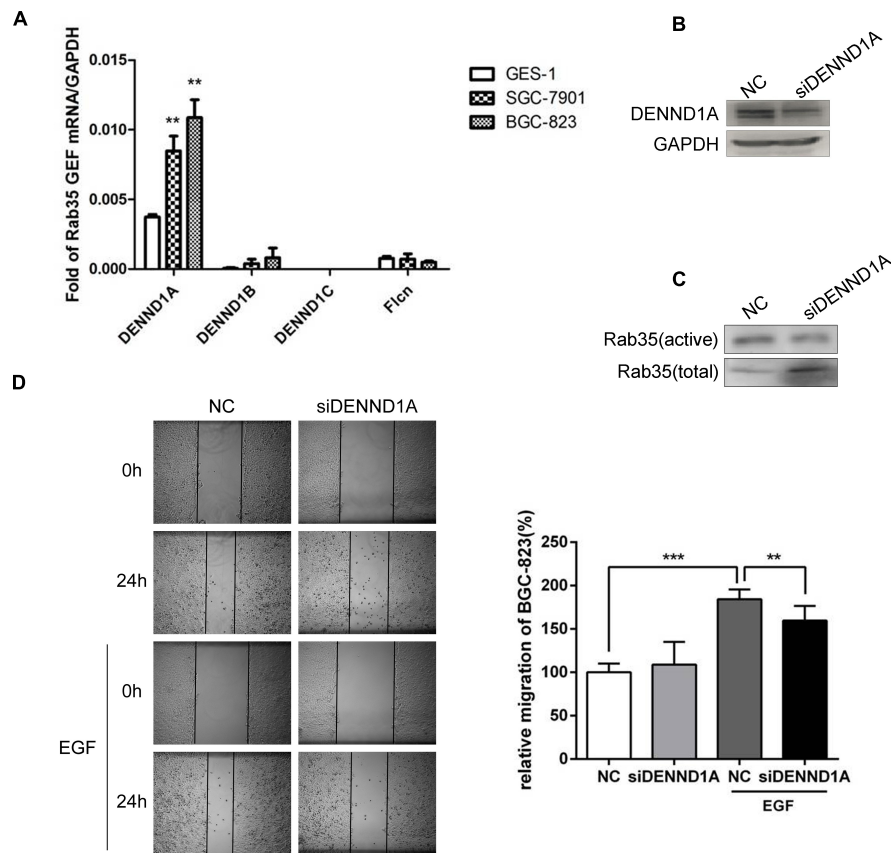 A
Fold of Rab35 GEF mRNA/GAPDH
0.015
0.010
0.005
0.000
**
**
DENND1A
DENND1B
DENND1C
Flcn
GES-1
SGC-7901
BGC-823
B
NC
siDENND1A
DENND1A
GAPDH
C
NC
siDENND1A
Rab35(active)
Rab35(total)
D
NC
siDENND1A
0h
24h
EGF
0h
24h
relative migration of BGC-823(%)
250
200
150
100
50
0
***
**
NC
siDENND1A
NC
siDENND1A
EGF